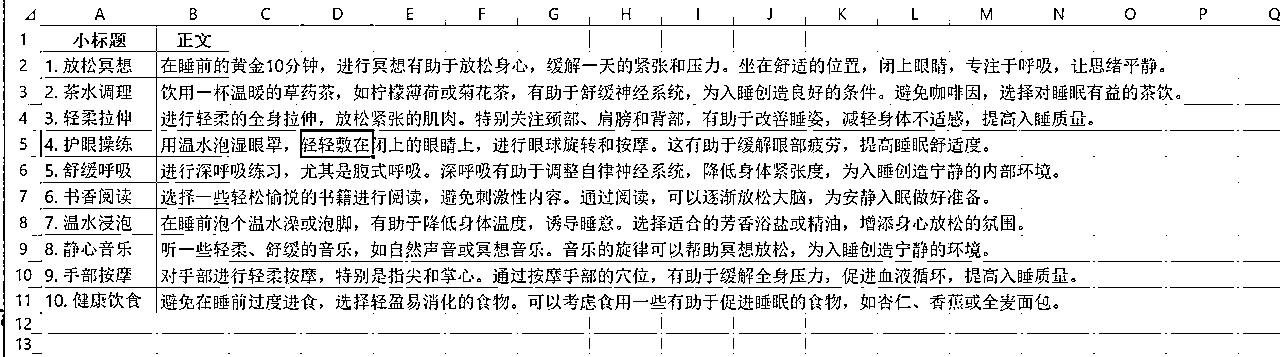 A B C D E F G H I J K L M N O P Q
1 小标题 正文
2 1. 放松冥想 在睡前的黄金10分钟，进行冥想有助于放松身心，缓解一天的紧张和压力。坐在舒适的位置，闭上眼睛，专注于呼吸，让思绪平静。
3 2. 茶水调理 饮用一杯温暖的草药茶，如柠檬薄荷或菊花茶，有助于舒缓神经系统，为入睡创造良好的条件。避免咖啡因，选择对睡眠有益的茶饮。
4 3. 轻柔拉伸 进行轻柔的全身拉伸，放松紧张的肌肉。特别关注颈部、肩膀和背部，有助于改善睡姿，减轻身体不适感，提高入睡质量。
5 4. 护眼操练 用温水泡湿眼罩，轻轻敷在闭上的眼睛上，进行眼球旋转和按摩。这有助于缓解眼部疲劳，提高睡眠舒适度。
6 5. 舒缓呼吸 进行深呼吸练习，尤其是腹式呼吸。深呼吸有助于调整自律神经系统，降低身体紧张度，为入睡创造宁静的内部环境。
7 6. 书香阅读 选择一些轻松愉悦的书籍进行阅读，避免刺激性内容。通过阅读，可以逐渐放松大脑，为安静入眠做好准备。
8 7. 温水浸泡 在睡前泡个温水澡或泡脚，有助于降低身体温度，诱导睡意。选择适合的芳香浴盐或精油，增添身心放松的氛围。
9 8. 静心音乐 听一些轻柔、舒缓的音乐，如自然声音或冥想音乐。音乐的旋律可以帮助冥想放松，为入睡创造宁静的环境。
10 9. 手部按摩 对手部进行轻柔按摩，特别是指尖和掌心。通过按摩手部的穴位，有助于缓解全身压力，促进血液循环，提高入睡质量。
11 10. 健康饮食 避免在睡前过度进食，选择轻盈易消化的食物。可以考虑食用一些有助于促进睡眠的食物，如杏仁、香蕉或全麦面包。
12
13